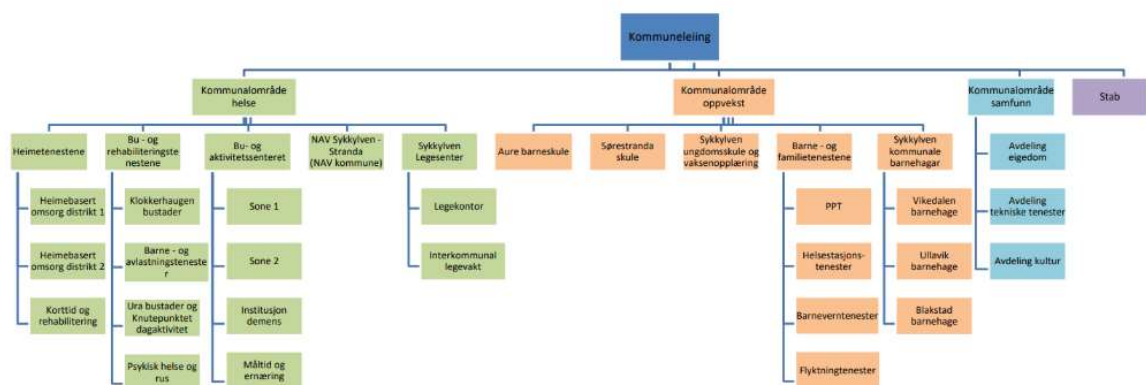 Kommuneleiing
Kommunalområde
helse
Kommunalområde
oppvekst
Kommunalområde
samfunn
Stab
Heimetenestene
Bu - og
rehabiliteringste
nestene
Bu- og
aktivitetssenteret
NAV Sykkylven -
Stranda
(NAV kommune)
Sykkylven
Legesenter
Aure barneskule
Sørestranda
skule
Sykkylven
ungdomsskule og
vaksenopplæring
Barne - og
familietenestene
Sykkylven
kommunale
barnehagar
Avdeling
eigedom
Heimebasert
omsorg distrikt 1
Klokkerhaugen
bustader
Sone 1
Legekontor
PPT
Vikedalen
barnehage
Avdeling
tekniske tenester
Heimebasert
omsorg distrikt 2
Barne - og
avlastningsteneste
r
Sone 2
Interkommunal
legevakt
Helsestasjons-
tenester
Ullavik
barnehage
Avdeling kultur
Korttid og
rehabilitering
Ura bustader og
Knutepunktet
dagaktivitet
Institusjon
demens
Barneverntenester
Blakstad
barnehage
Psykisk helse og
rus
Måltid og
ernæring
Flyktningtenester